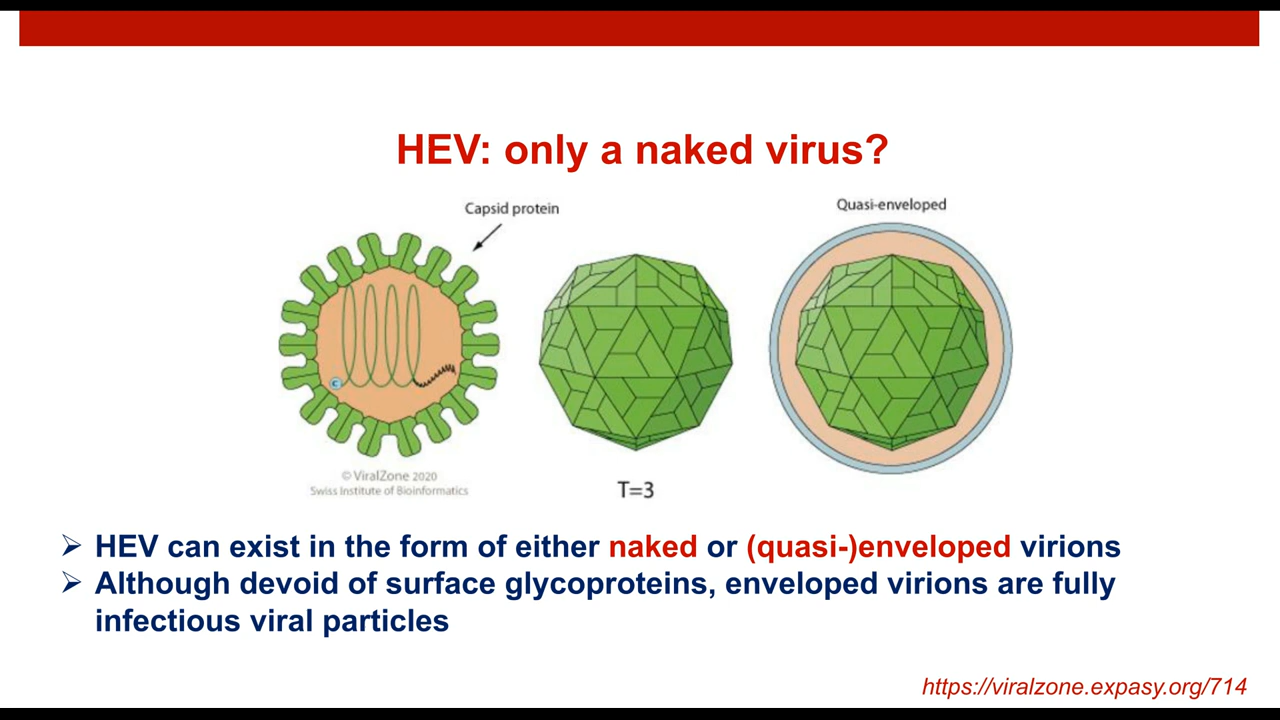 HEV: only a naked virus?
Capsid protein
Quasi-enveloped
C
© ViralZone 2020
Swiss Institute of Bioinformatics
T=3
➢ HEV can exist in the form of either naked or (quasi-)enveloped virions
➢ Although devoid of surface glycoproteins, enveloped virions are fully
infectious viral particles
https://viralzone.expasy.org/714